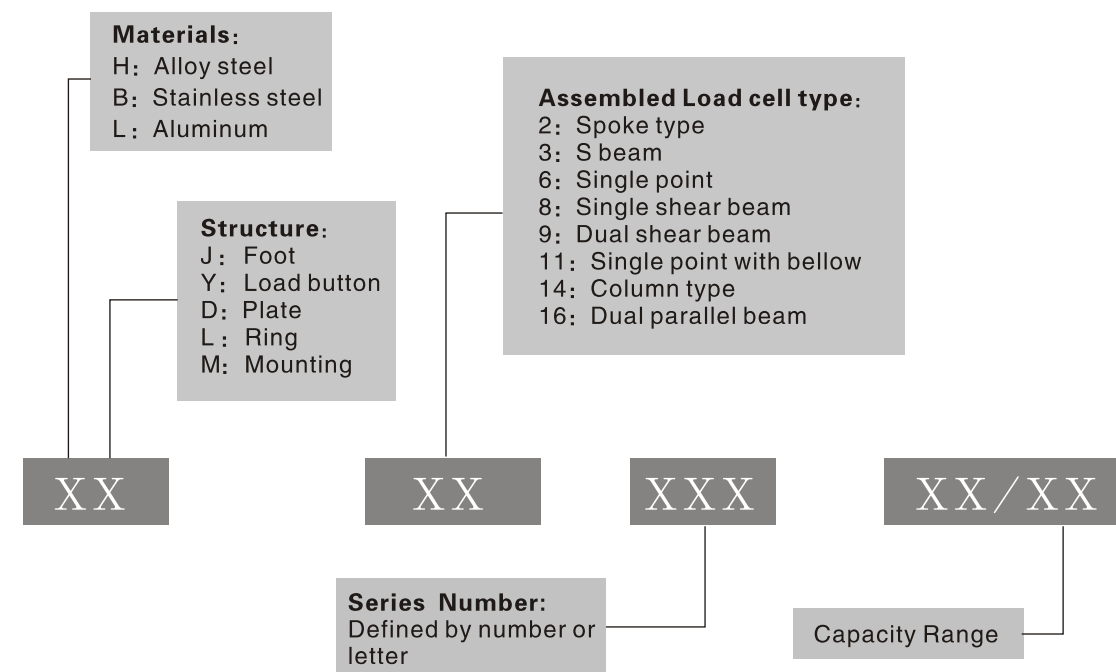 Materials:
H: Alloy steel
B: Stainless steel
L: Aluminum
Assembled Load cell type:
2: Spoke type
3: S beam
6: Single point
8: Single shear beam
9: Dual shear beam
11: Single point with bellow
14: Column type
16: Dual parallel beam
Structure:
J: Foot
Y: Load button
D: Plate
L: Ring
M: Mounting
XX
XX
XXX
XX/XX
Series Number:
Defined by number or
letter
Capacity Range